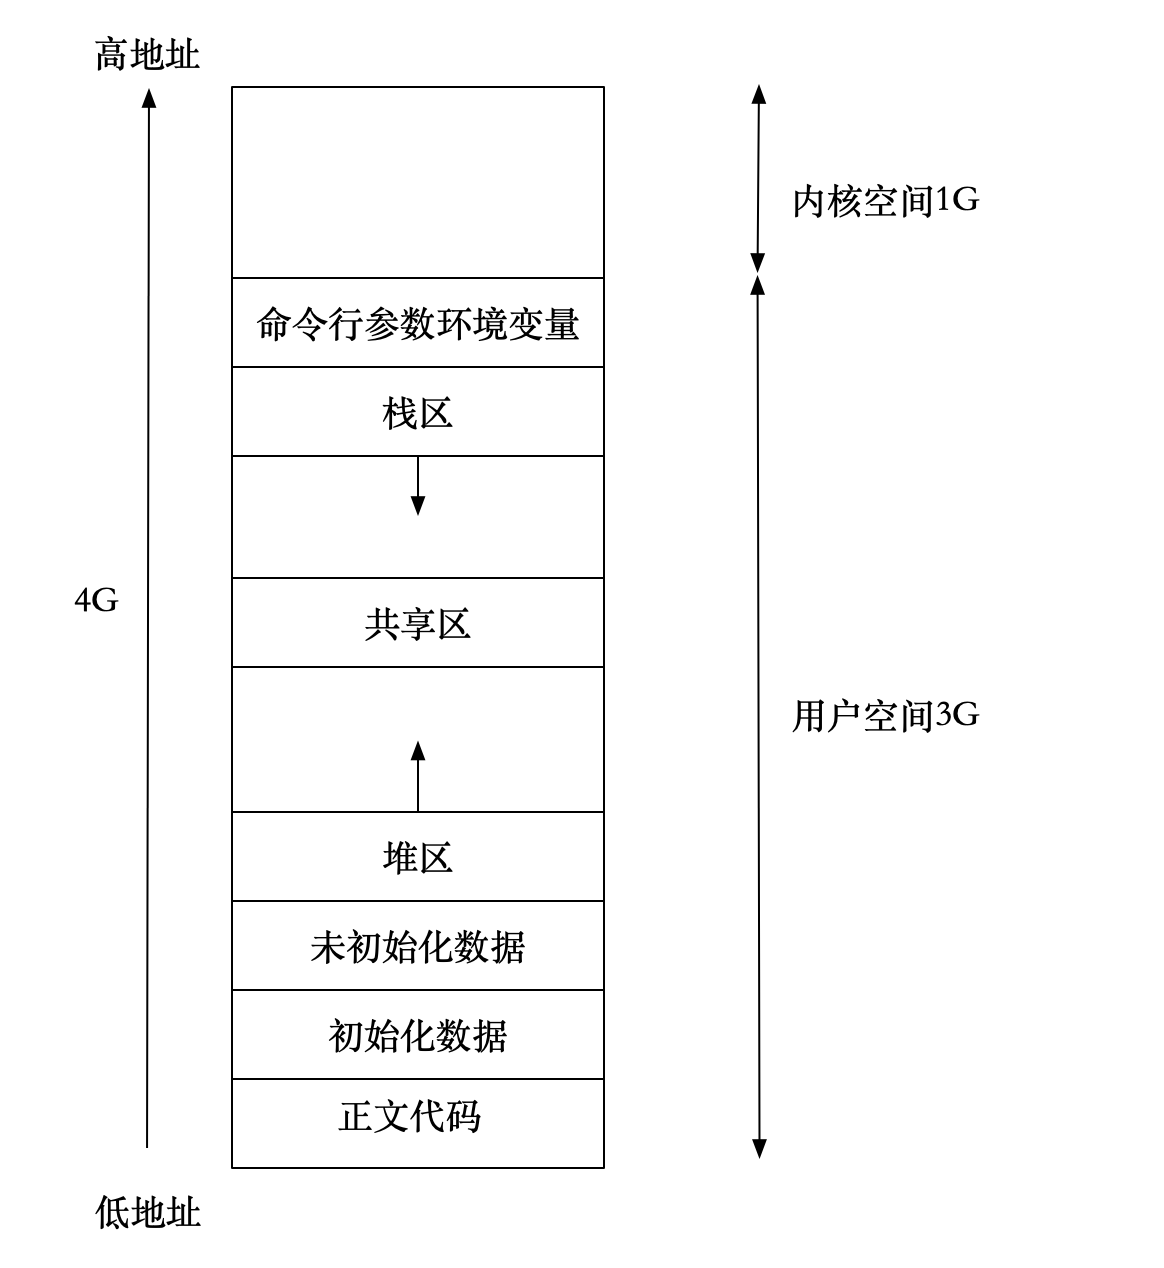 高地址
内核空间1G
命令行参数环境变量
栈区
4G
共享区
用户空间3G
堆区
未初始化数据
初始化数据
正文代码
低地址